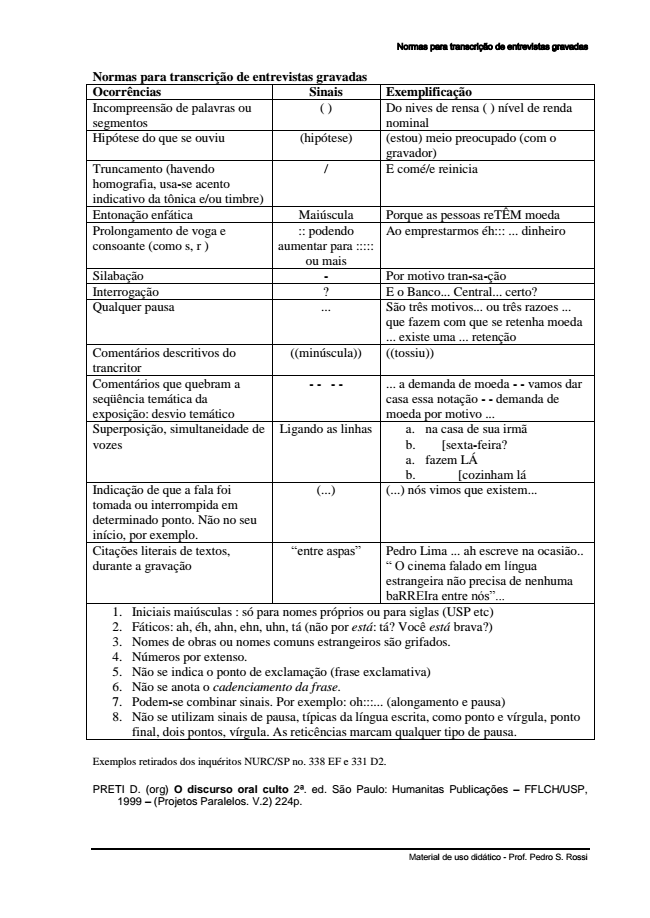 Normas para transcrição de entrevistas gravadas
Normas para transcrição de entrevistas gravadas
Ocorrências Sinais Exemplificação
Incompreensão de palavras ou segmentos ( ) Do nives de rensa ( ) nível de renda nominal
Hipótese do que se ouviu (hipótese) (estou) meio preocupado (com o gravador)
Truncamento (havendo homografia, usa-se acento indicativo da tônica e/ou timbre) / E comé/e reinicia
Entonação enfática Maiúscula Porque as pessoas reTÊM moeda
Prolongamento de voga e consoante (como s, r ) :: podendo aumentar para ::::: ou mais Ao emprestarmos éh::: ... dinheiro
Silabação - Por motivo tran-sa-ção
Interrogação ? E o Banco... Central... certo?
Qualquer pausa ... São três motivos... ou três razoes ... que fazem com que se retenha moeda ... existe uma ... retenção
Comentários descritivos do trancritor ((minúscula)) ((tossiu))
Comentários que quebram a seqüência temática da exposição: desvio temático - - - - ... a demanda de moeda - - vamos dar casa essa notação - - demanda de moeda por motivo ...
Superposição, simultaneidade de vozes Ligando as linhas
a. na casa de sua irmã
b. [sexta-feira?
a. fazem LÁ
b. [cozinham lá
Indicação de que a fala foi tomada ou interrompida em determinado ponto. Não no seu início, por exemplo. (...) (...) nós vimos que existem...
Citações literais de textos, durante a gravação “entre aspas” Pedro Lima ... ah escreve na ocasião.. “ O cinema falado em língua estrangeira não precisa de nenhuma baRREIra entre nós”...
1. Iniciais maiúsculas : só para nomes próprios ou para siglas (USP etc)
2. Fáticos: ah, éh, ahn, ehn, uhn, tá (não por está: tá? Você está brava?)
3. Nomes de obras ou nomes comuns estrangeiros são grifados.
4. Números por extenso.
5. Não se indica o ponto de exclamação (frase exclamativa)
6. Não se anota o cadenciamento da frase.
7. Podem-se combinar sinais. Por exemplo: oh:::... (alongamento e pausa)
8. Não se utilizam sinais de pausa, típicas da língua escrita, como ponto e vírgula, ponto
final, dois pontos, vírgula. As reticências marcam qualquer tipo de pausa.
Exemplos retirados dos inquéritos NURC/SP no. 338 EF e 331 D2.
PRETI D. (org) O discurso oral culto 2ª. ed. São Paulo: Humanitas Publicações – FFLCH/USP,
1999 – (Projetos Paralelos. V.2) 224p.
Material de uso didático - Prof. Pedro S. Rossi